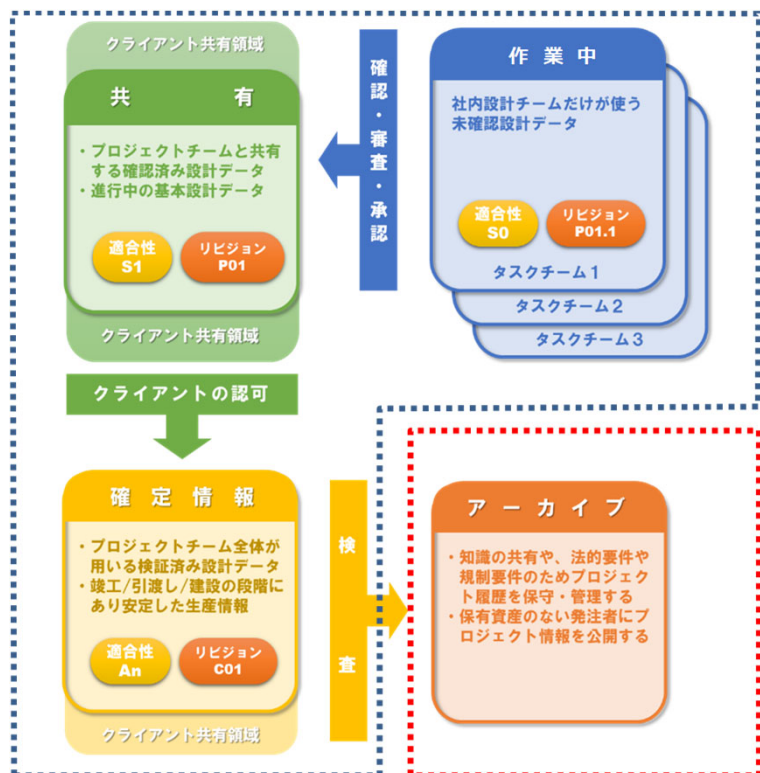 クライアント共有領域
共有
・プロジェクトチームと共有
する確認済み設計データ
・進行中の基本設計データ
適合性
S1
リビジョン
P01
クライアント共有領域
確認・審査・承認
作業中
社内設計チームだけが使う
未確認設計データ
適合性
S0
リビジョン
P01.1
タスクチーム1
タスクチーム2
タスクチーム3
クライアントの認可
確定情報
・プロジェクトチーム全体が
用いる検証済み設計データ
・竣工/引渡し/建設の段階に
あり安定した生産情報
適合性
An
リビジョン
C01
クライアント共有領域
検査
アーカイブ
・知識の共有や、法的要件や
規制要件のためプロジェクト
履歴を保守・管理する
・保有資産のない発注者にプ
ロジェクト情報を公開する